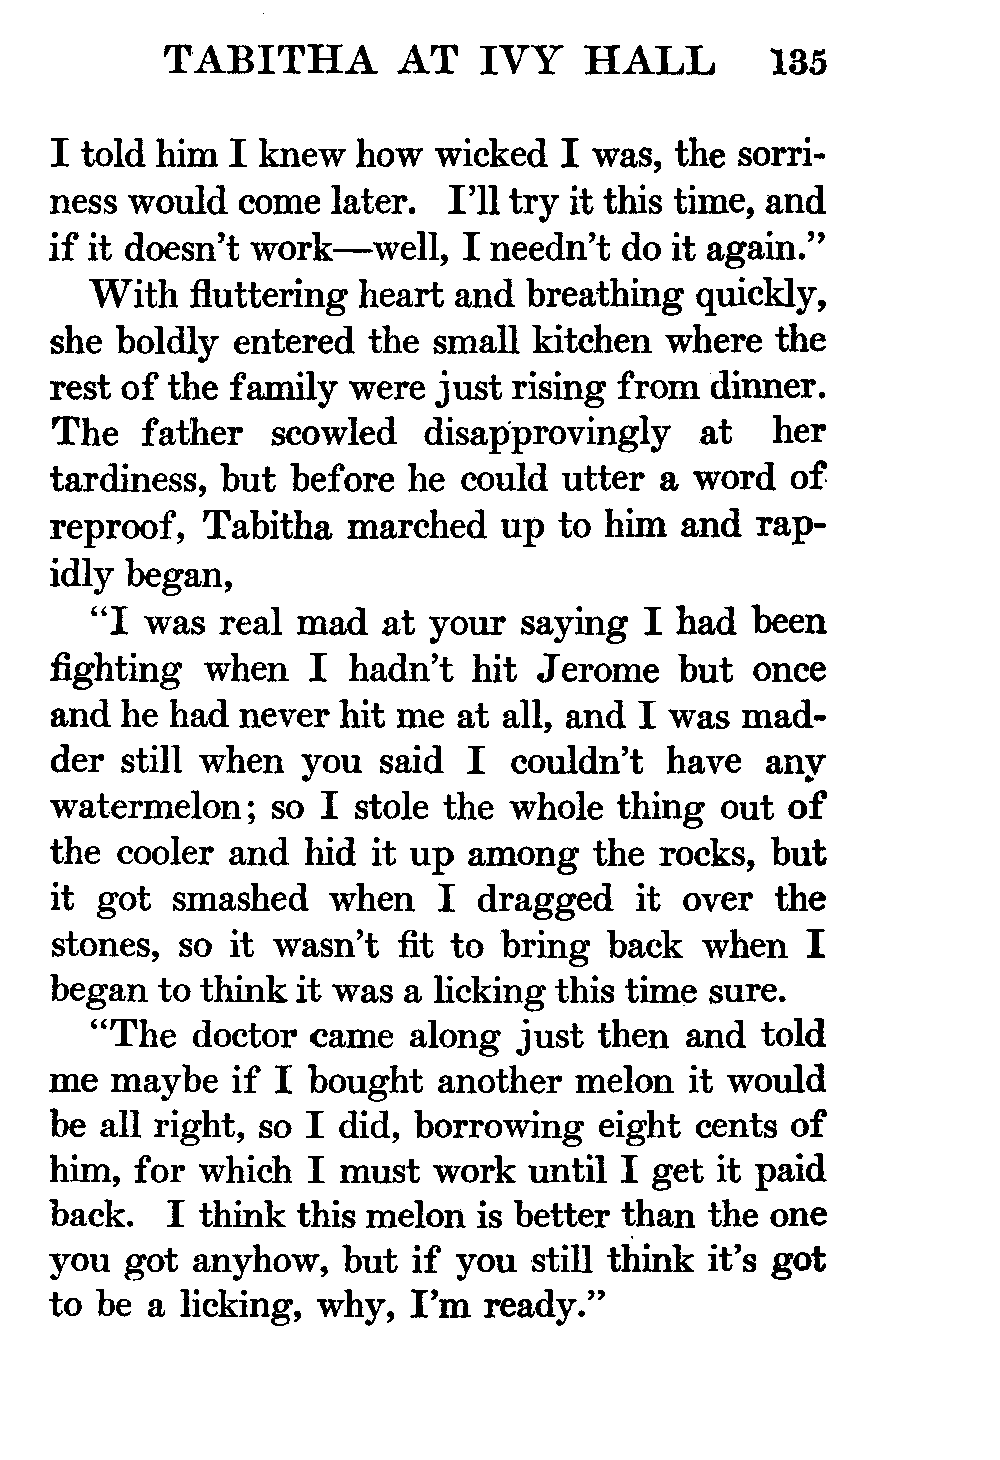 TABITHA AT IVY HALL 135
I told him I knew how wicked I was, the sorri-
ness would come later. I'll try it this time, and
if it doesn't work—well, I needn't do it again."
With fluttering heart and breathing quickly,
she boldly entered the small kitchen where the
rest of the family were just rising from dinner.
The father scowled disapprovingly at her
tardiness, but before he could utter a word of
reproof, Tabitha marched up to him and rap-
idly began,
"I was real mad at your saying I had been
fighting when I hadn't hit Jerome but once
and he had never hit me at all, and I was mad-
der still when you said I couldn't have any
watermelon; so I stole the whole thing out of
the cooler and hid it up among the rocks, but
it got smashed when I dragged it over the
stones, so it wasn't fit to bring back when I
began to think it was a licking this time sure.
"The doctor came along just then and told
me maybe if I bought another melon it would
be all right, so I did, borrowing eight cents of
him, for which I must work until I get it paid
back. I think this melon is better than the one
you got anyhow, but if you still think it's got
to be a licking, why, I'm ready."